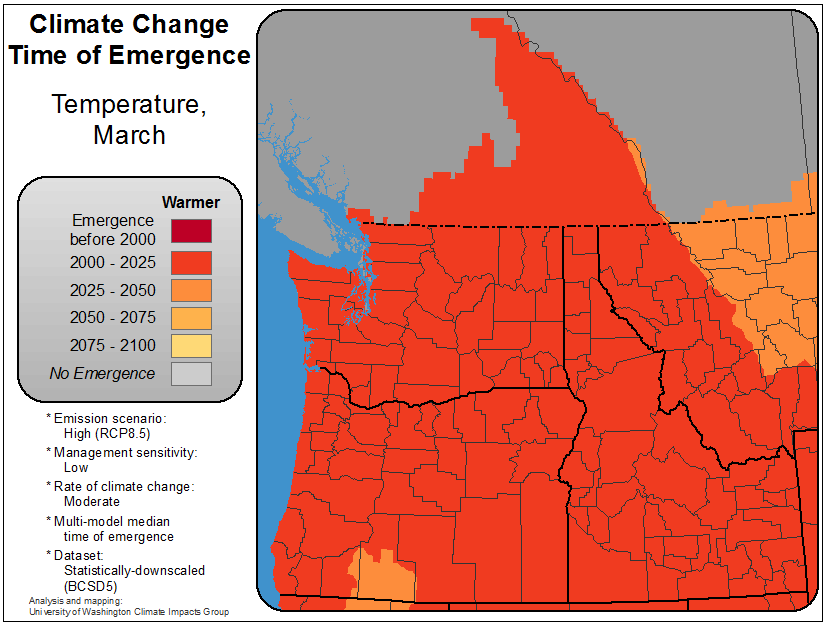 Climate Change
Time of Emergence
Temperature,
March
Warmer
Emergence
before 2000
2000 - 2025
2025 - 2050
2050 - 2075
2075 - 2100
No Emergence
* Emission scenario:
High (RCP8.5)
* Management sensitivity:
Low
* Rate of climate change:
Moderate
* Multi-model median
time of emergence
* Dataset:
Statistically-downscaled
(BCSD5)
Analysis and mapping:
University of Washington Climate Impacts Group